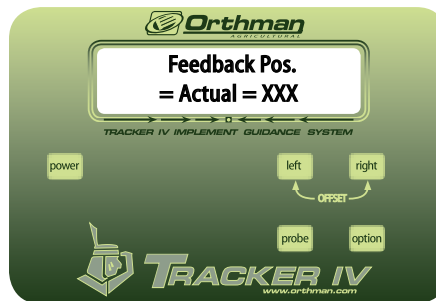 Orthman
AGRICULTURAL
Feedback Pos.
= Actual = XXX
TRACKER IV IMPLEMENT GUIDANCE SYSTEM
power
left
right
OFFSET
probe
option
TRACKER IV
www.orthman.com